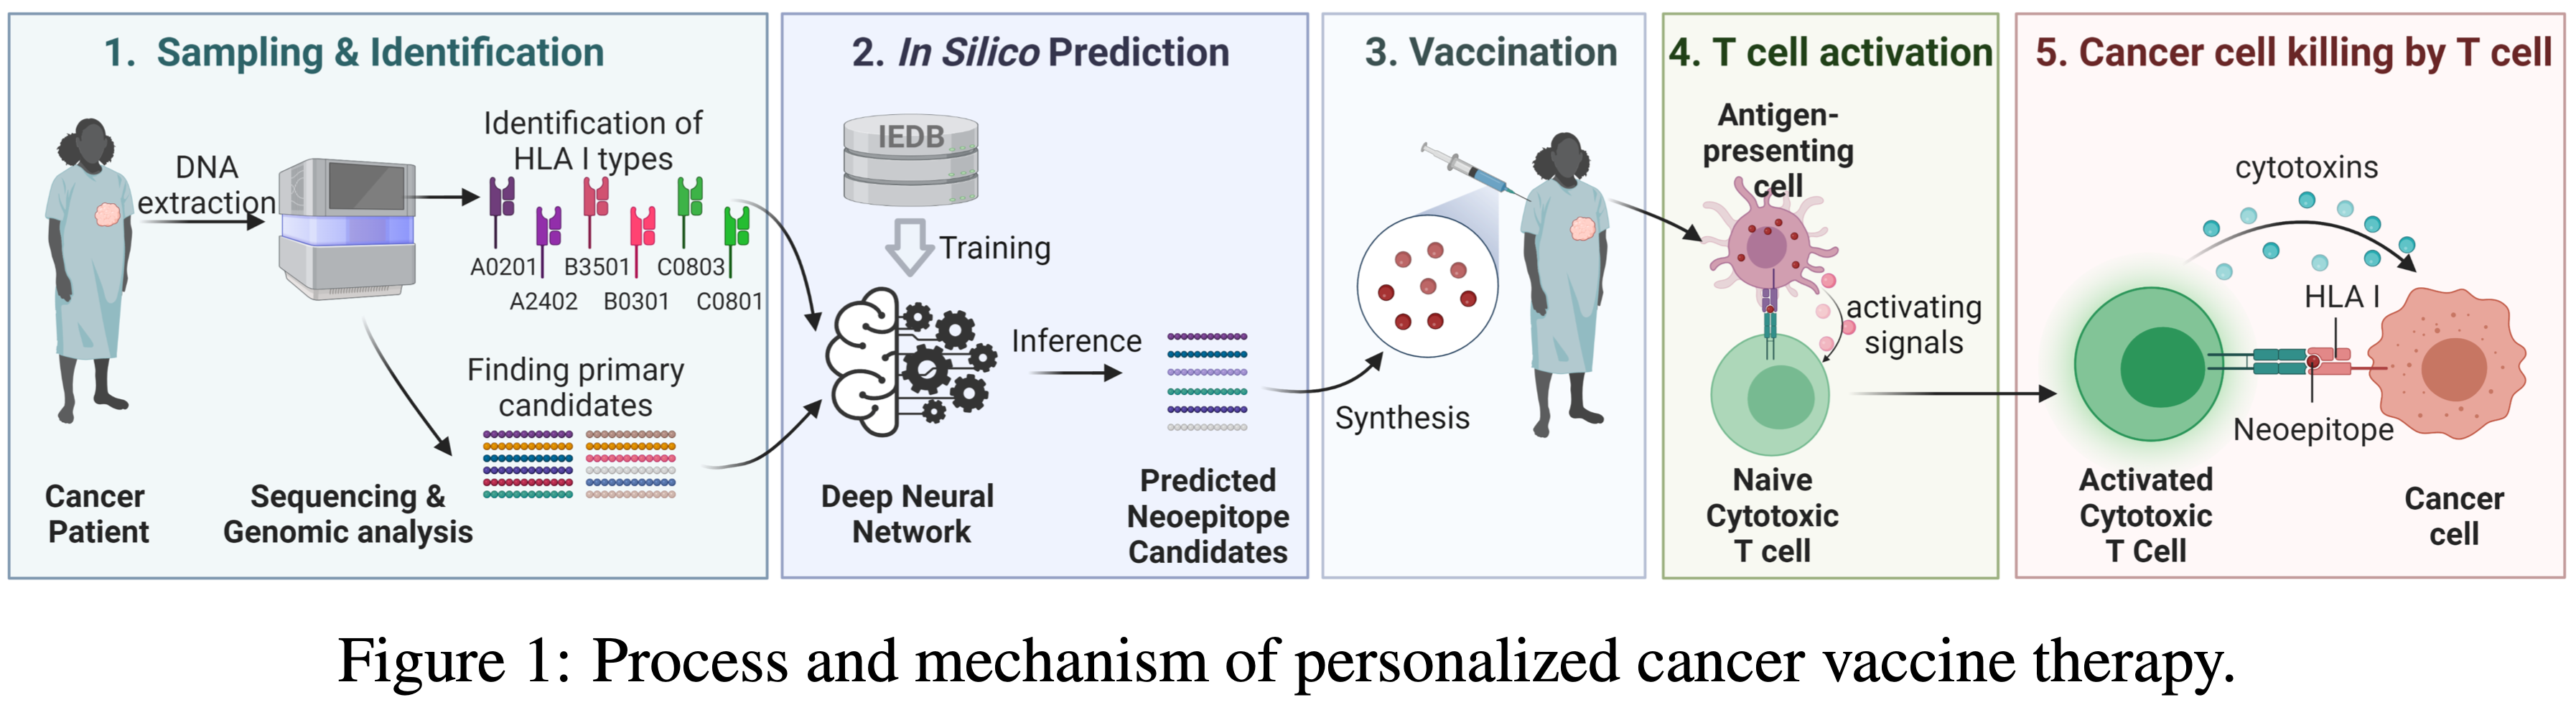 1. Sampling & Identification
DNA
extraction
Identification of
HLA I types
A0201
B3501
C0803
A2402
B0301
C0801
Finding primary
candidates
Cancer
Patient
Sequencing &
Genomic analysis
2. In Silico Prediction
IEDB
Training
Inference
Deep Neural
Network
Predicted
Neoepitope
Candidates
3. Vaccination
Synthesis
4. T cell activation
Antigen-
presenting
cell
activating
signals
Naive
Cytotoxic
T cell
5. Cancer cell killing by T cell
cytotoxins
HLA I
Neoepitope
Activated
Cytotoxic
T Cell
Cancer
cell
Figure 1: Process and mechanism of personalized cancer vaccine therapy.